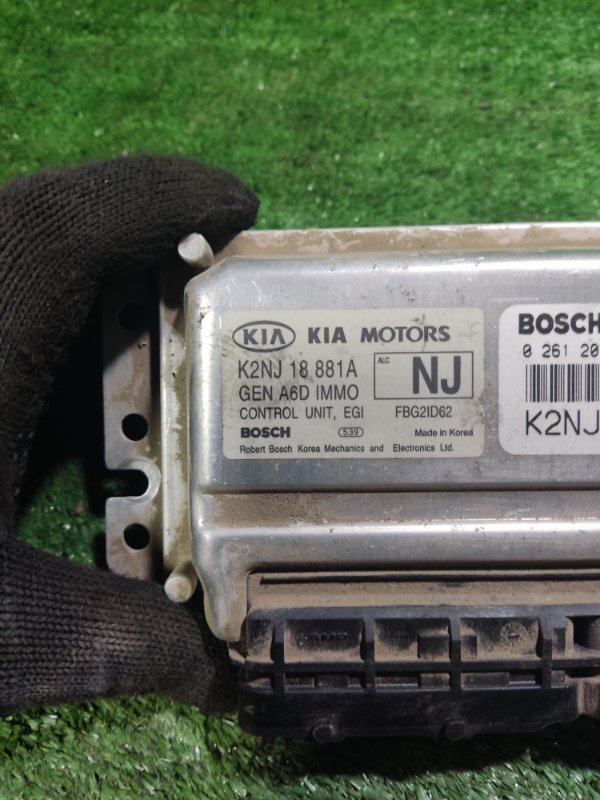 KIA KIA MOTORS
K2NJ 18 881A
GEN A6D IMMO
CONTROL UNIT, EGI
ALC
NJ
FBG2ID62
BOSCH 539 Made in Korea
Robert Bosch Korea Mechanics and Electronics Ltd.
BOSCH
0 261 20
K2NJ